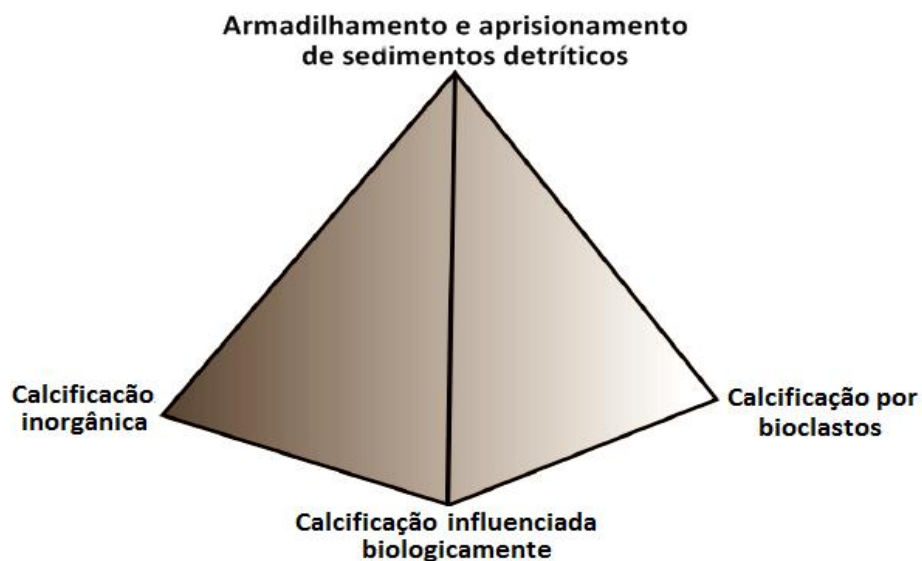 Armadilhamento e aprisionamento
de sedimentos detríticos
Calcificacão
inorgânica
Calcificação por
bioclastos
Calcificação influenciada
biologicamente